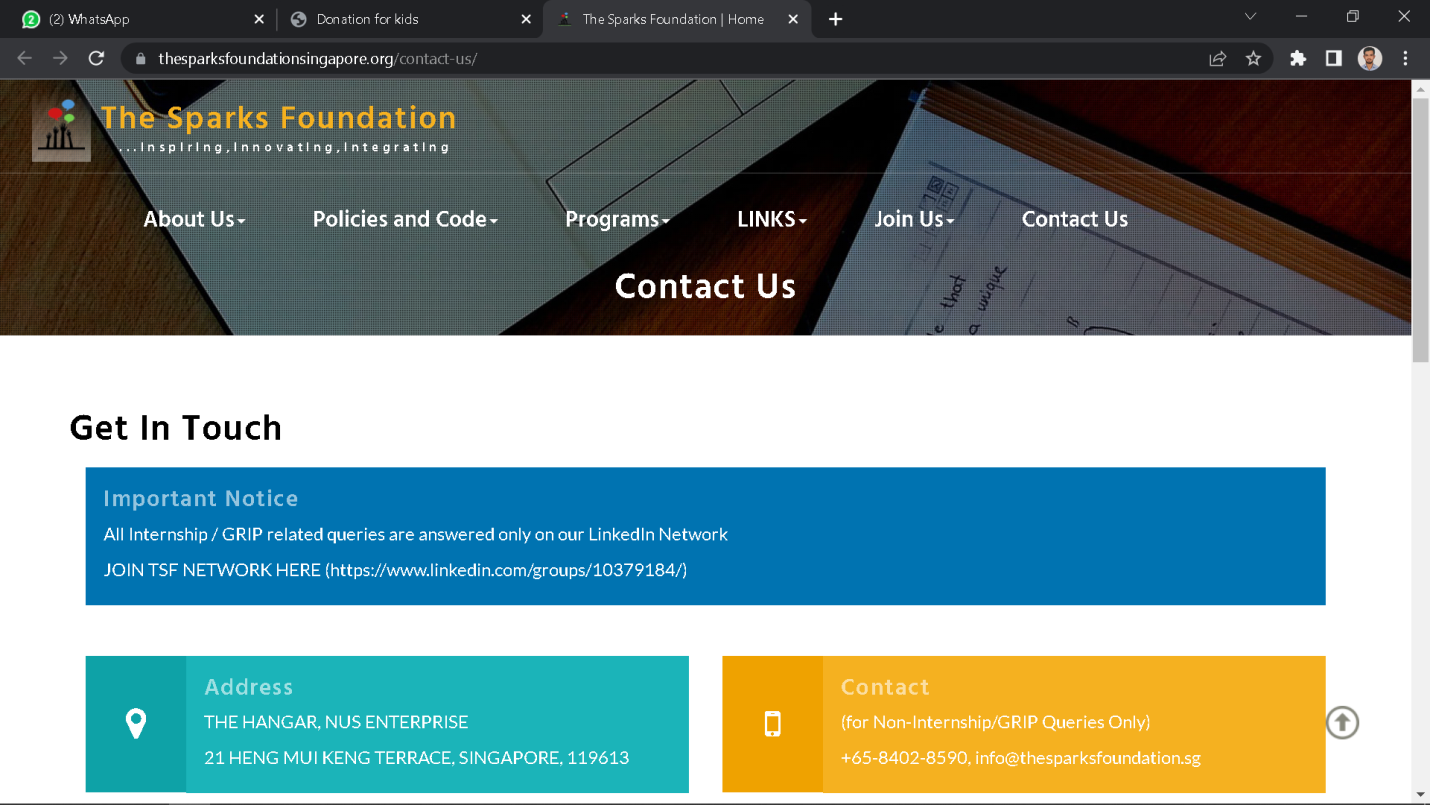 (2) WhatsApp
Donation for kids
The Sparks Foundation | Home
thesparksfoundationsingapore.org/contact-us/
The Sparks Foundation
...Inspiring,Innovating,Integrating
About Us
Policies and Code
Programs
LINKS
Join Us
Contact Us
Contact Us
that
a unique
Get In Touch
Important Notice
All Internship / GRIP related queries are answered only on our LinkedIn Network
JOIN TSF NETWORK HERE (https://www.linkedin.com/groups/10379184/)
Address
THE HANGAR, NUS ENTERPRISE
21 HENG MUI KENG TERRACE, SINGAPORE, 119613
Contact
(for Non-Internship/GRIP Queries Only)
+65-8402-8590, info@thesparksfoundation.sg